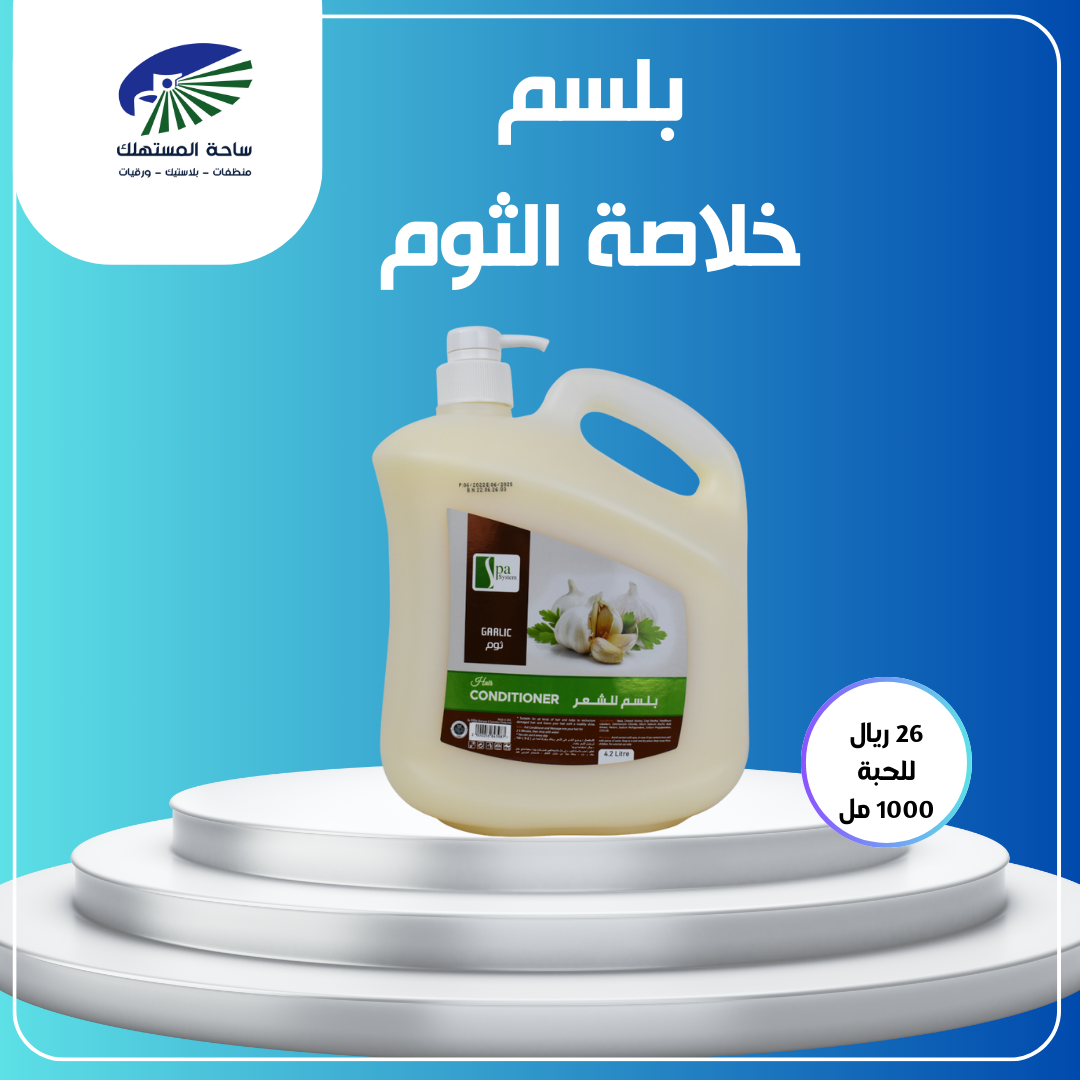 ساحة المستهلك
منظفات - بلاستيك - ورقيات
بلسم
خلاصة الثوم
Spa
System
GARLIC
ثوم
Hair
CONDITIONER بلسم للشعر
4.2 Litre
26 ريال
للحبة
1000 مل